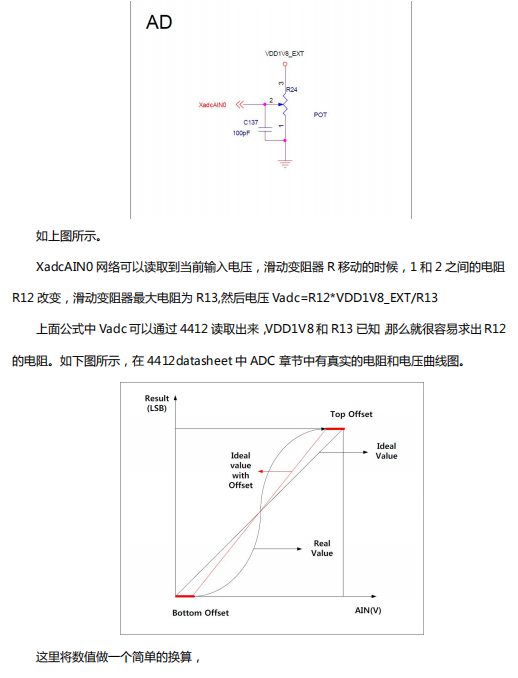 AD
VDD1V8_EXT
3
R24
XadcAIN0
2
POT
C137
1
100pF
如上图所示。
XadcAIN0 网络可以读取到当前输入电压，滑动变阻器 R 移动的时候，1 和 2 之间的电阻
R12 改变，滑动变阻器最大电阻为 R13,然后电压 Vadc=R12*VDD1V8_EXT/R13
上面公式中 Vadc 可以通过 4412 读取出来，VDD1V8 和 R13 已知，那么就很容易求出 R12
的电阻。如下图所示，在 4412datasheet 中 ADC 章节中有真实的电阻和电压曲线图。
Result
(LSB)
Top Offset
Ideal
Value
Ideal
value
with
Offset
Real
Value
Bottom Offset
AIN(V)
这里将数值做一个简单的换算，